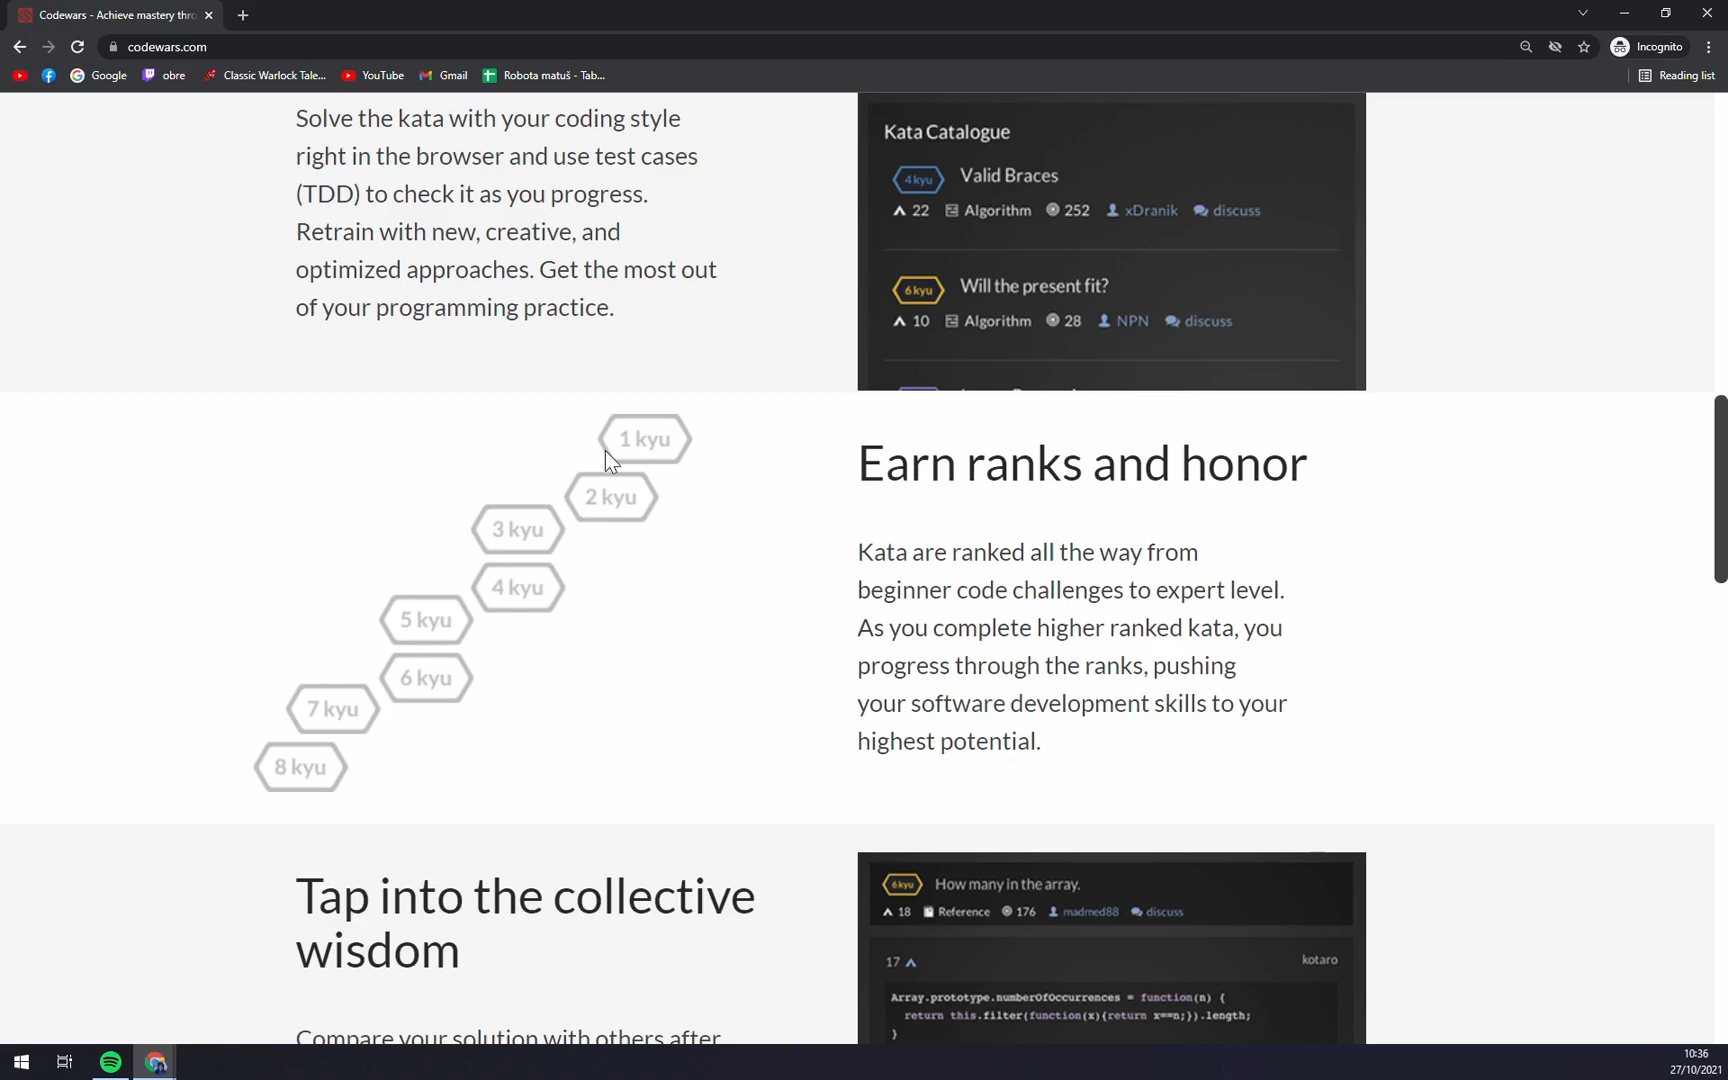 Codewars - Achieve mastery thro
codewars.com
Incognito
Google
obre
Classic Warlock Tale...
YouTube
Gmail
Robota matuš - Tab...
Reading list
Solve the kata with your coding style
right in the browser and use test cases
(TDD) to check it as you progress.
Retrain with new, creative, and
optimized approaches. Get the most out
of your programming practice.
Kata Catalogue
4 kyu Valid Braces
22 Algorithm 252 xDranik discuss
6 kyu Will the present fit?
10 Algorithm 28 NPN discuss
1 kyu
2 kyu
3 kyu
4 kyu
5 kyu
6 kyu
7 kyu
8 kyu
Earn ranks and honor
Kata are ranked all the way from
beginner code challenges to expert level.
As you complete higher ranked kata, you
progress through the ranks, pushing
your software development skills to your
highest potential.
Tap into the collective
wisdom
Compare your solution with others after
6 kyu How many in the array.
18 Reference 176 madmed88 discuss
17 kotaro
Array.prototype.numberOfOccurrences = function(n) {
return this.filter(function(x){return x==n;}).length;
}
10:36
27/10/2021